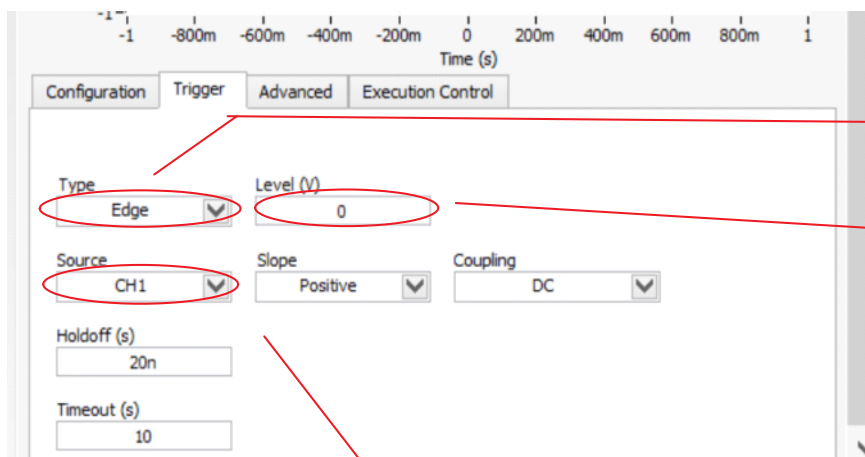 -1
-1 -800m -600m -400m -200m 0 200m 400m 600m 800m 1
Time (s)
Configuration Trigger Advanced Execution Control
Type Level (V)
Edge 0
Source Slope Coupling
CH1 Positive DC
Holdoff (s)
20n
Timeout (s)
10